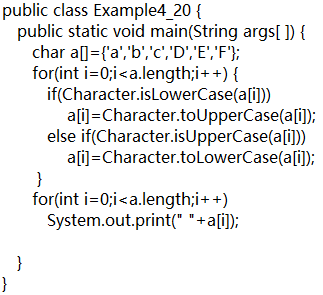 public class Example4_20 {
public static void main(String args[ ]) {
char a[]={'a','b','c','D','E','F'};
for(int i=0;i<a.length;i++) {
if(Character.isLowerCase(a[i]))
a[i]=Character.toUpperCase(a[i]);
else if(Character.isUpperCase(a[i]))
a[i]=Character.toLowerCase(a[i]);
}
for(int i=0;i<a.length;i++)
System.out.print(" "+a[i]);
}
}